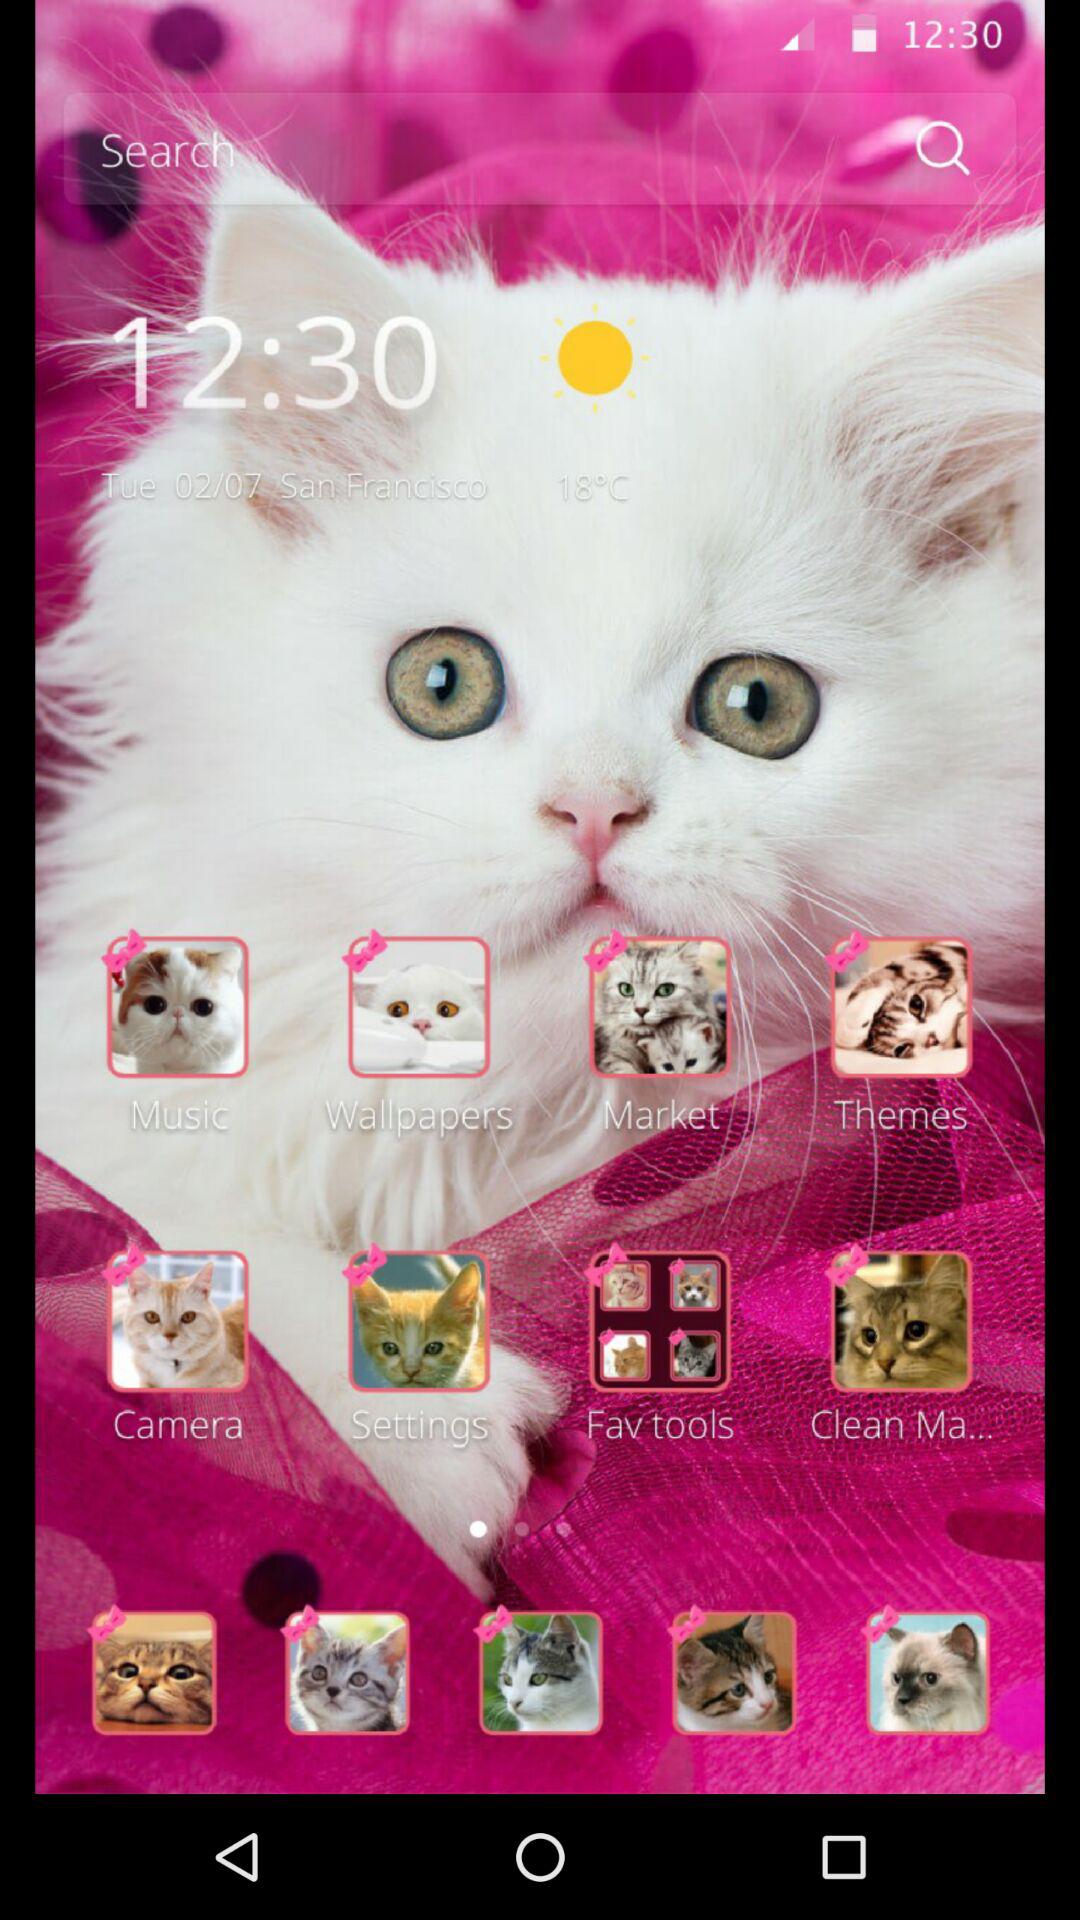 12:30
Search
12:30
Tue 02/07 San Francisco 18°C
Music Wallpapers Market Themes
Camera Settings Fav tools Clean Ma...